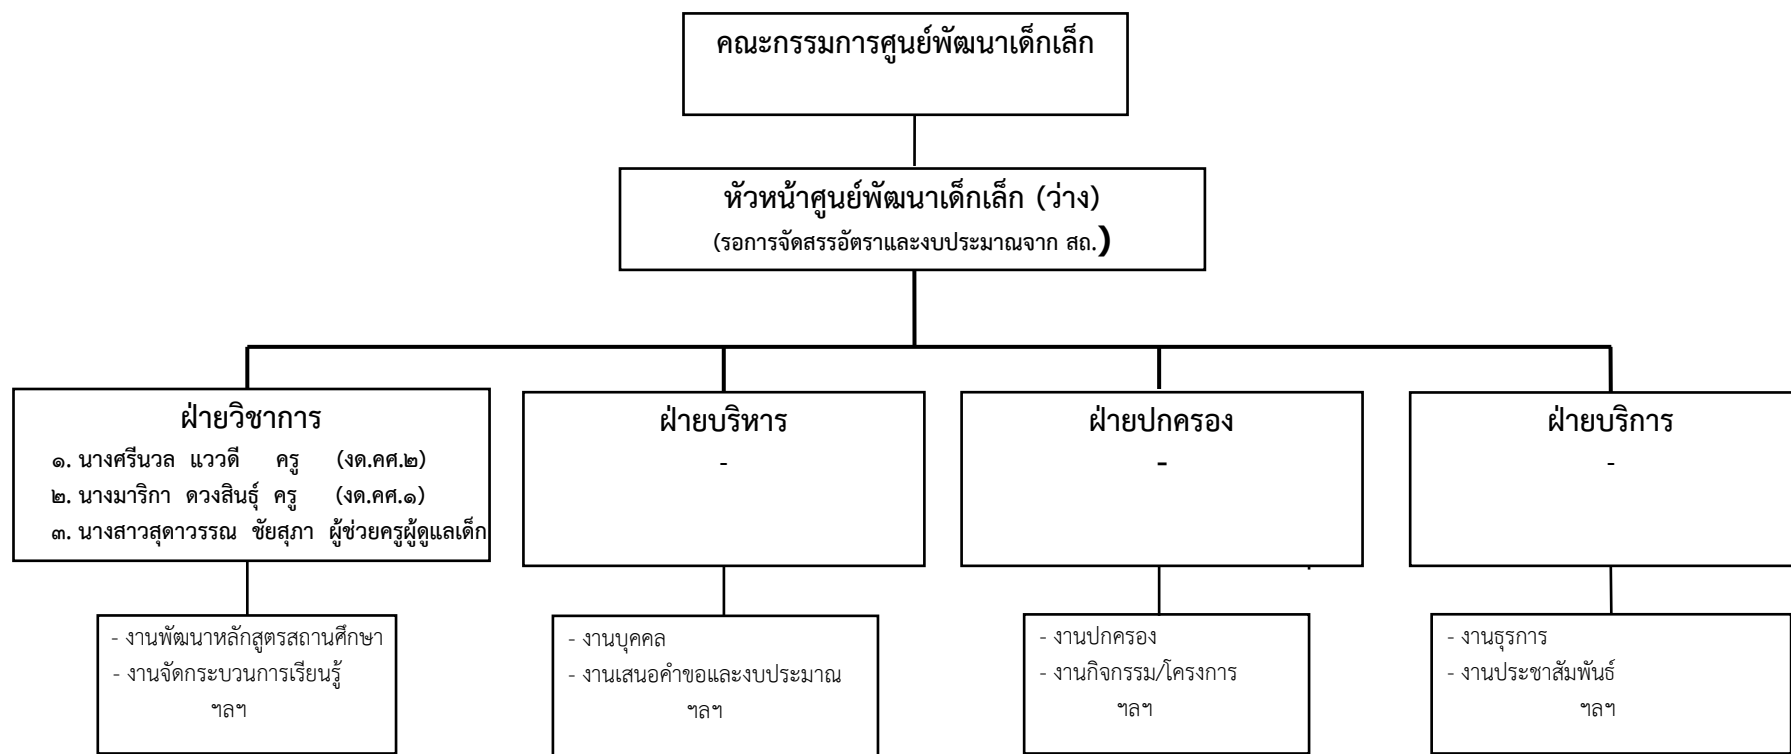 คณะกรรมการศูนย์พัฒนาเด็กเล็ก
หัวหน้าศูนย์พัฒนาเด็กเล็ก (ว่าง)
(รอการจัดสรรอัตราและงบประมาณจาก สถ.)
ฝ่ายวิชาการ
๑. นางศรีนวล แววดี ครู (งด.คศ.๒)
๒. นางมาริกา ดวงสินธุ์ ครู (งด.คศ.๑)
๓. นางสาวสุดาวรรณ ชัยสุภา ผู้ช่วยครูผู้ดูแลเด็ก
ฝ่ายบริหาร
-
ฝ่ายปกครอง
-
ฝ่ายบริการ
-
- งานพัฒนาหลักสูตรสถานศึกษา
- งานจัดกระบวนการเรียนรู้
ฯลฯ
- งานบุคคล
- งานเสนอคำขอและงบประมาณ
ฯลฯ
- งานปกครอง
- งานกิจกรรม/โครงการ
ฯลฯ
- งานธุรการ
- งานประชาสัมพันธ์
ฯลฯ